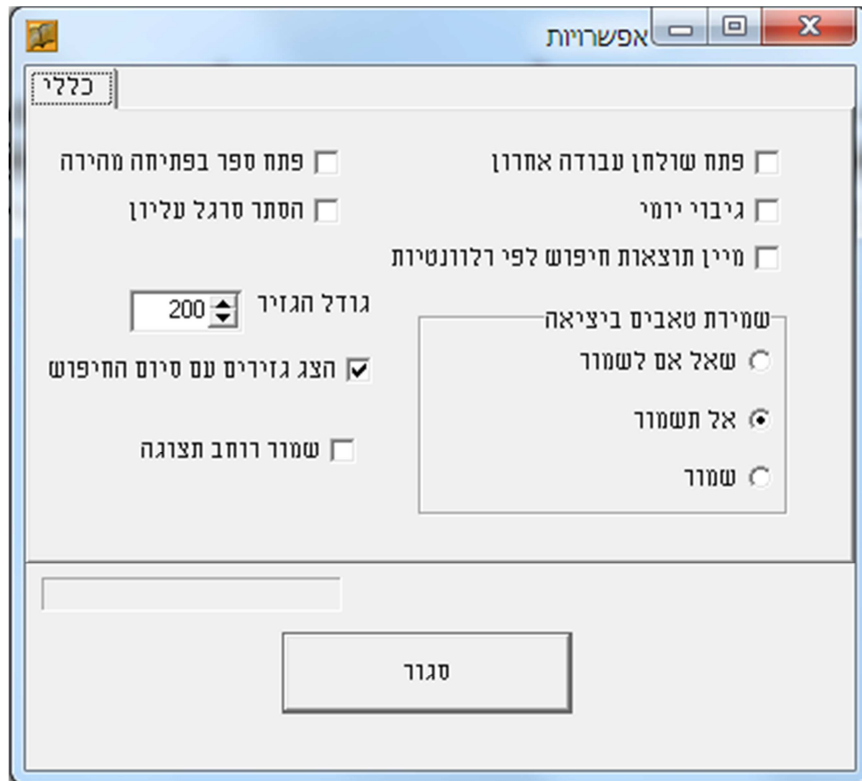 אפשרויות
כללי
פתח שולחן עבודה אחרון
פתח ספר בפתיחה מהירה
גיבוי יומי
הסתר סרגל עליון
מיין תוצאות חיפוש לפי רלוונטיות
גודל הגזיר 200
שמירת טאבים ביציאה
שאל אם לשמור
הצג גזירים עם סיום החיפוש
אל תשמור
שמור רוחב תצוגה
שמור
סגור